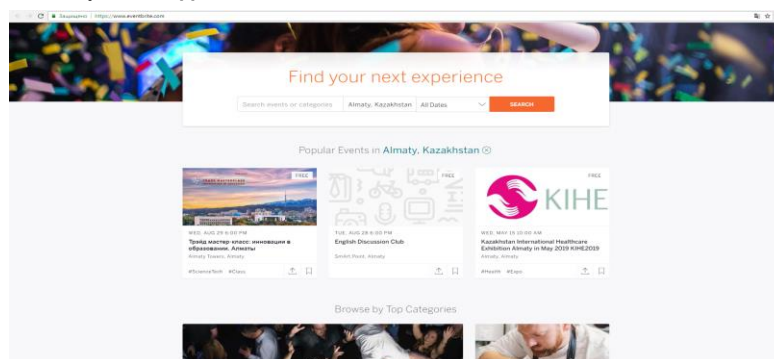 Защищено | https://www.eventbrite.com
Find your next experience
Search events or categories Almaty, Kazakhstan All Dates SEARCH
Popular Events in Almaty, Kazakhstan
FREE
FREE
FREE
KIHE
WED, AUG 29 6:00 PM
Трэйд мастер-класс: инновации в
образовании. Алматы
Almaty Towers, Almaty
#ScienceTech #Class
TUE, AUG 28 6:00 PM
English Discussion Club
SmArt Point, Almaty
WED, MAY 15 10:00 AM
Kazakhstan International Healthcare
Exhibition Almaty in May 2019 KIHE2019
Almaty, Almaty
#Health #Expo
Browse by Top Categories